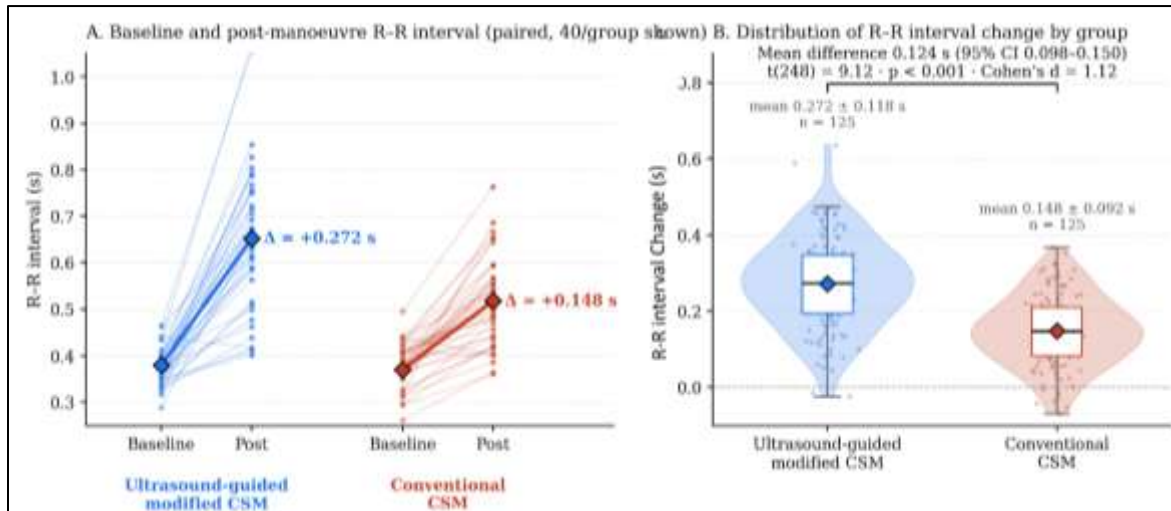 A. Baseline and post-manoeuvre R–R interval (paired, 40/group shown)
1.0
0.9
0.8
0.7
0.6
0.5
0.4
0.3
R–R interval (s)
Δ = +0.272 s
Δ = +0.148 s
Baseline Post Baseline Post
Ultrasound-guided
modified CSM
Conventional
CSM
B. Distribution of R–R interval change by group
Mean difference 0.124 s (95% CI 0.098–0.150)
t(248) = 9.12 · p < 0.001 · Cohen's d = 1.12
0.8
0.6
0.4
0.2
0.0
R-R interval Change (s)
mean 0.272 ± 0.118 s
n = 125
mean 0.148 ± 0.092 s
n = 125
Ultrasound-guided
modified CSM
Conventional
CSM